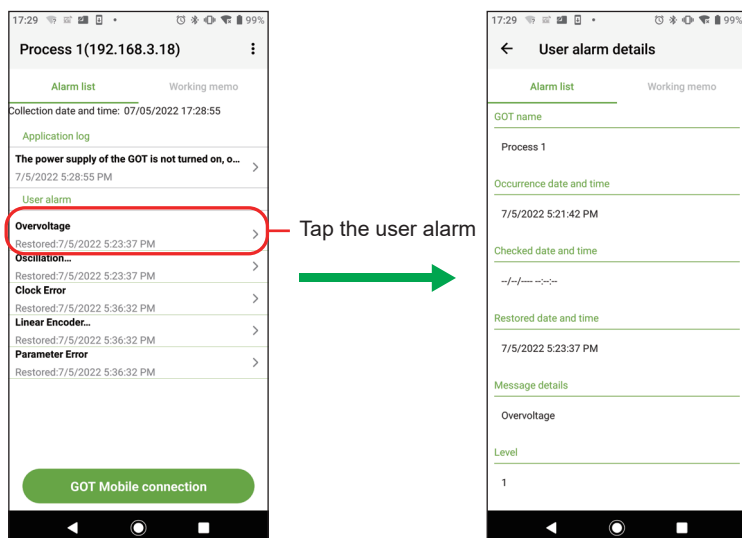 17:29
99%
Process 1(192.168.3.18)
Alarm list
Working memo
Collection date and time: 07/05/2022 17:28:55
Application log
The power supply of the GOT is not turned on, o...
7/5/2022 5:28:55 PM
User alarm
Overvoltage
Restored:7/5/2022 5:23:37 PM
Oscillation...
Restored:7/5/2022 5:23:37 PM
Clock Error
Restored:7/5/2022 5:36:32 PM
Linear Encoder...
Restored:7/5/2022 5:36:32 PM
Parameter Error
Restored:7/5/2022 5:36:32 PM
GOT Mobile connection
Tap the user alarm
17:29
99%
User alarm details
Alarm list
Working memo
GOT name
Process 1
Occurrence date and time
7/5/2022 5:21:42 PM
Checked date and time
--/--/---- --:--:--
Restored date and time
7/5/2022 5:23:37 PM
Message details
Overvoltage
Level
1